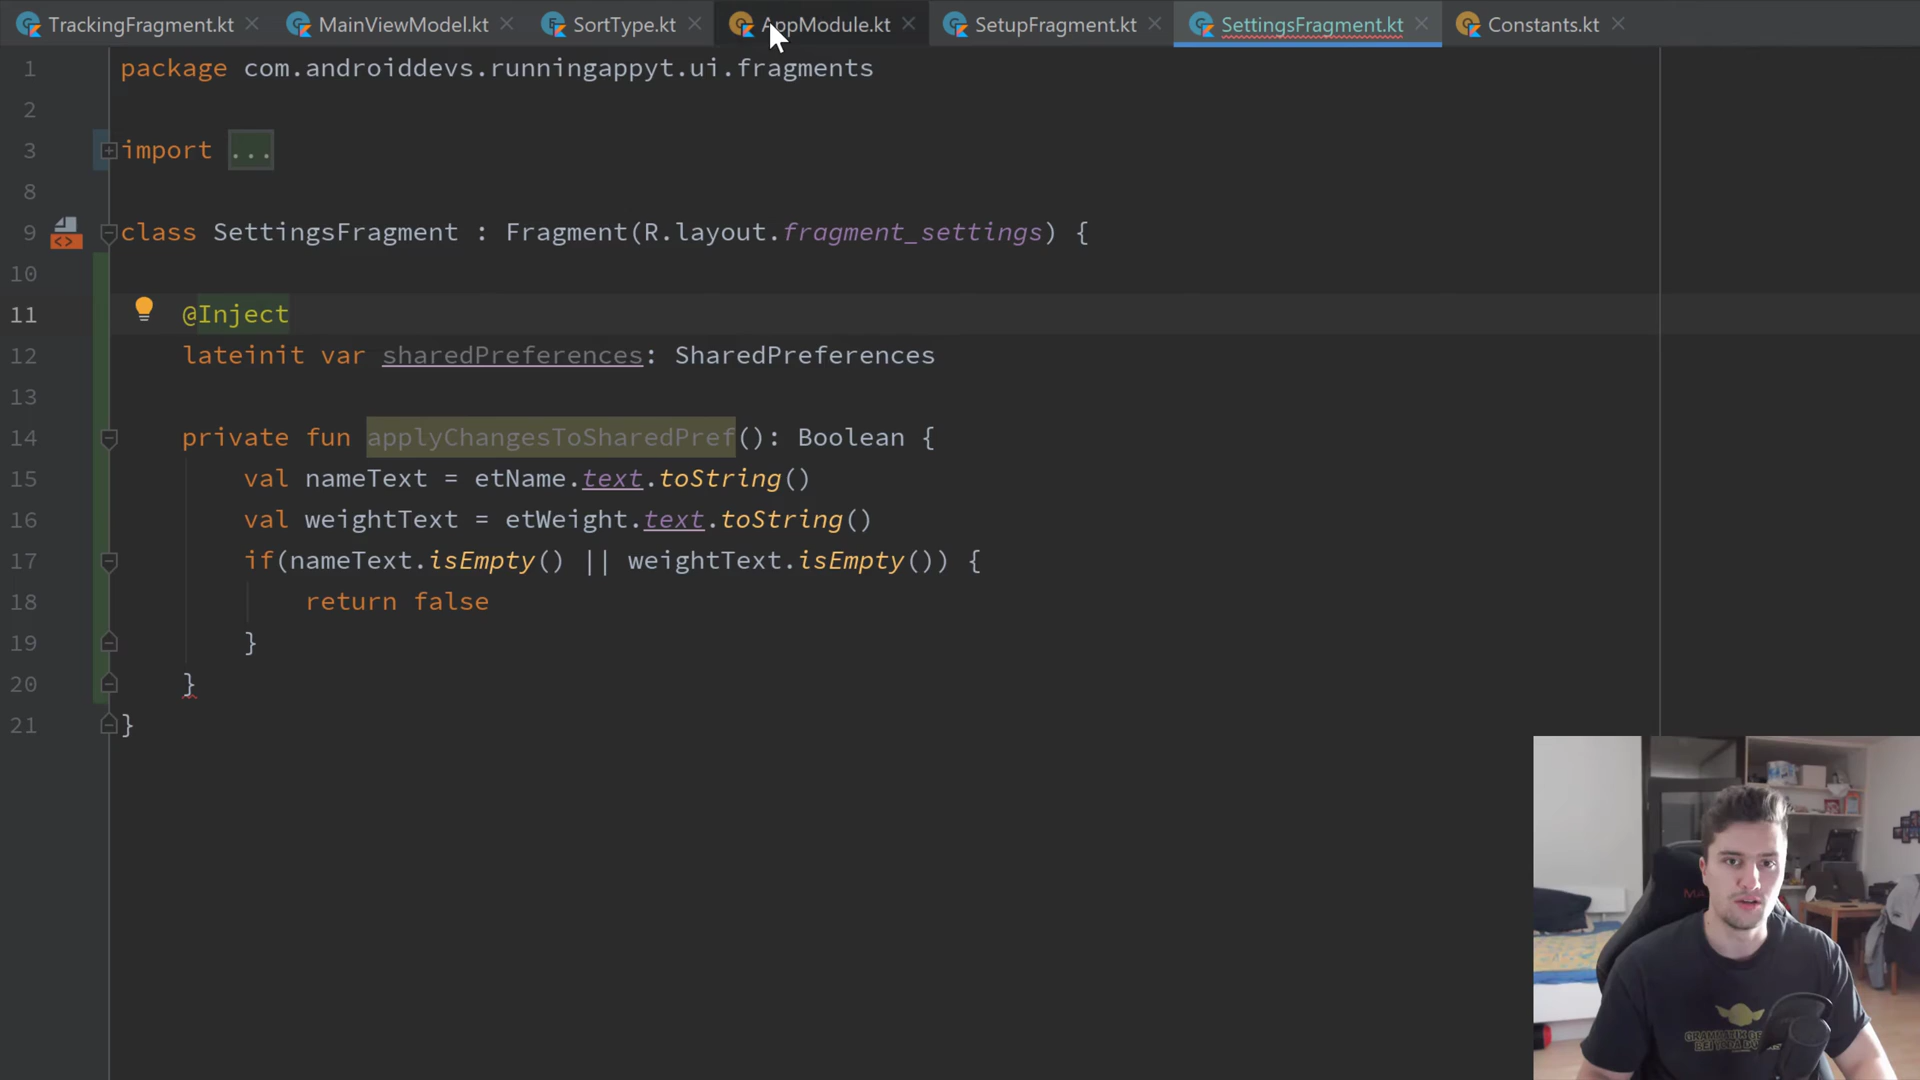 TrackingFragment.kt MainViewModel.kt SortType.kt AppModule.kt SetupFragment.kt SettingsFragment.kt Constants.kt
1 package com.androiddevs.runningappyt.ui.fragments
2
3 import ...
8
9 class SettingsFragment : Fragment(R.layout.fragment_settings) {
10
11 @Inject
12 lateinit var sharedPreferences: SharedPreferences
13
14 private fun applyChangesToSharedPref(): Boolean {
15 val nameText = etName.text.toString()
16 val weightText = etWeight.text.toString()
17 if(nameText.isEmpty() || weightText.isEmpty()) {
18 return false
19 }
20 }
21 }